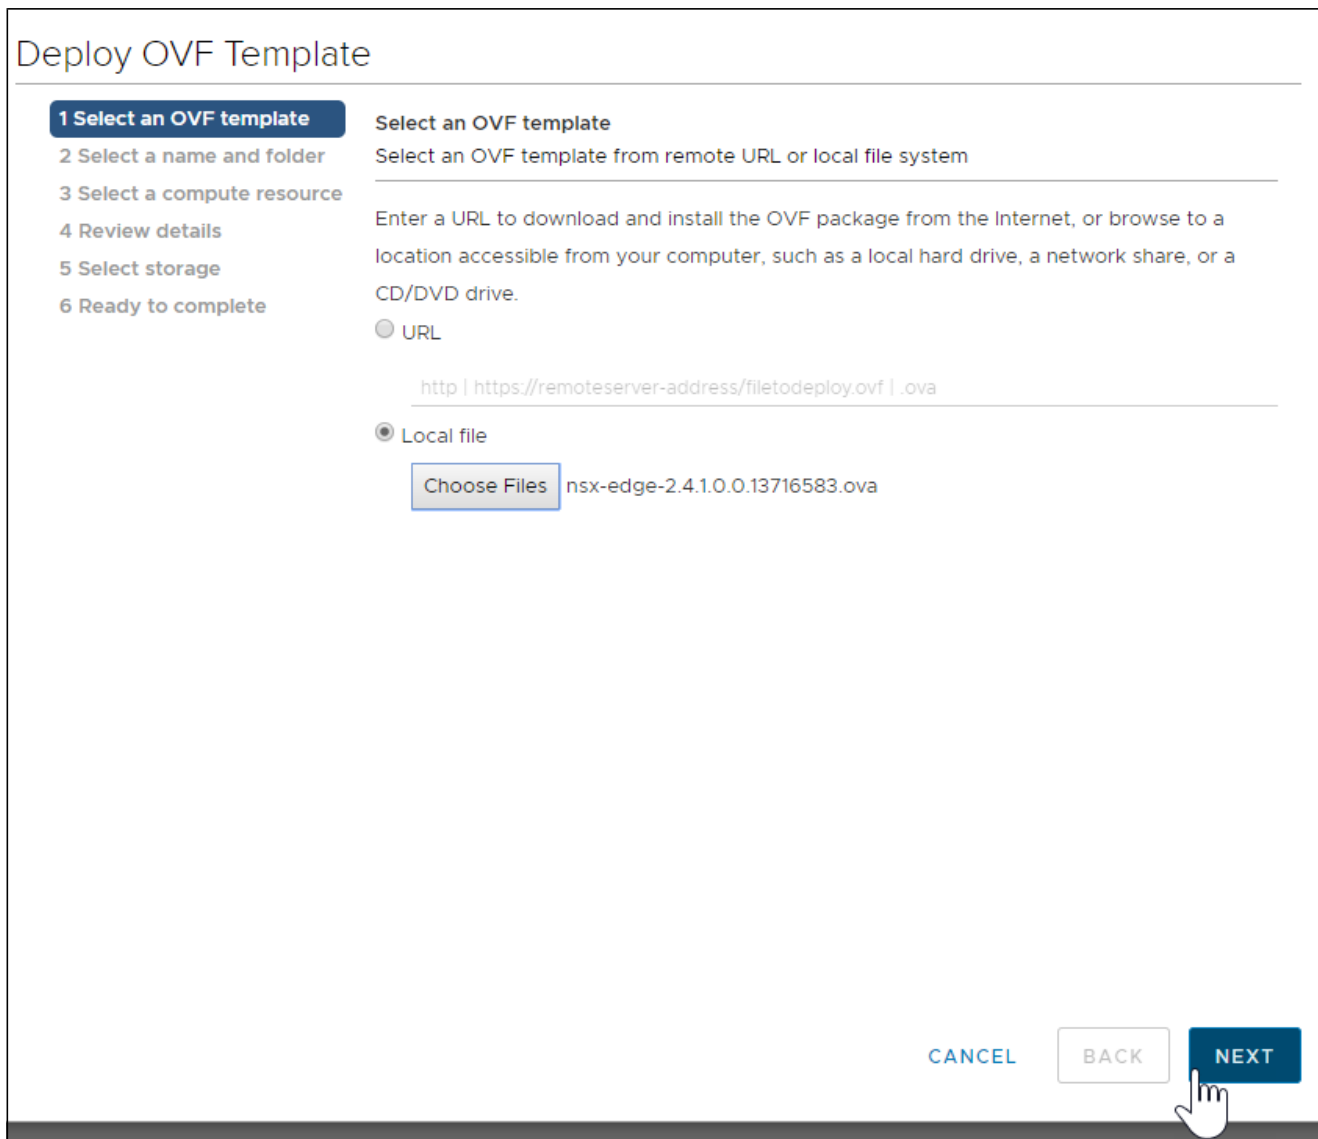 Deploy OVF Template
1 Select an OVF template
2 Select a name and folder
3 Select a compute resource
4 Review details
5 Select storage
6 Ready to complete
Select an OVF template
Select an OVF template from remote URL or local file system
Enter a URL to download and install the OVF package from the Internet, or browse to a
location accessible from your computer, such as a local hard drive, a network share, or a
CD/DVD drive.
URL
http | https://remoteserver-address/filetodeploy.ovf | .ova
Local file
Choose Files nsx-edge-2.4.1.0.0.13716583.ova
CANCEL BACK NEXT